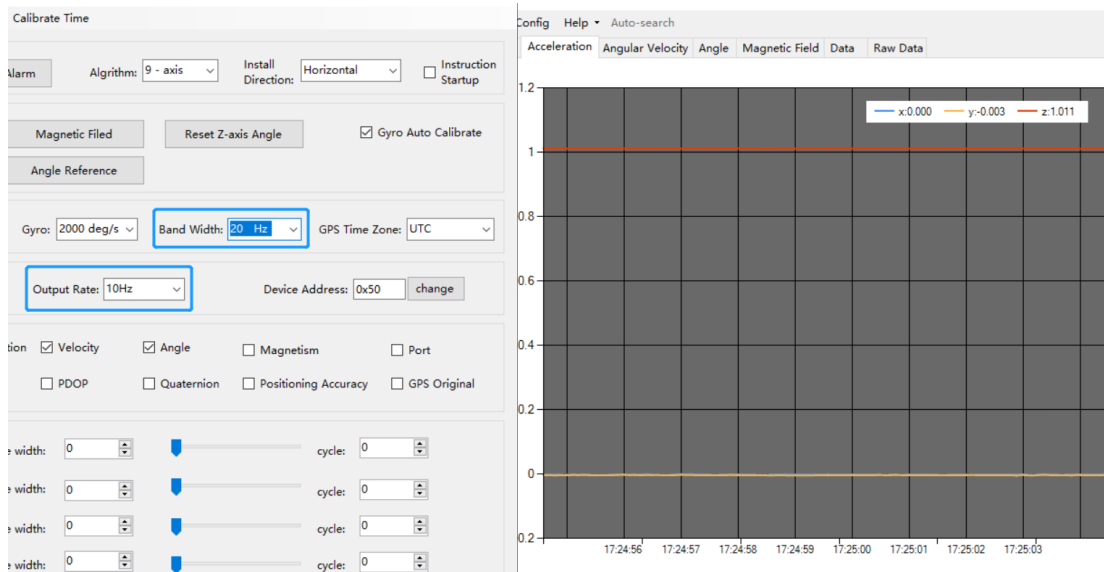 Calibrate Time
Alarm
Algrithm: 9 - axis
Install Direction: Horizontal
Instruction Startup
Magnetic Filed
Reset Z-axis Angle
Gyro Auto Calibrate
Angle Reference
Gyro: 2000 deg/s
Band Width: 20 Hz
GPS Time Zone: UTC
Output Rate: 10Hz
Device Address: 0x50
change
tion
Velocity
Angle
Magnetism
Port
PDOP
Quaternion
Positioning Accuracy
GPS Original
e width: 0
cycle: 0
e width: 0
cycle: 0
e width: 0
cycle: 0
e width: 0
cycle: 0
Config Help Auto-search
Acceleration Angular Velocity Angle Magnetic Field Data Raw Data
x:0.000 y:-0.003 z:1.011
1.2
1
0.8
0.6
0.4
0.2
0
0.2
17:24:56 17:24:57 17:24:58 17:24:59 17:25:00 17:25:01 17:25:02 17:25:03